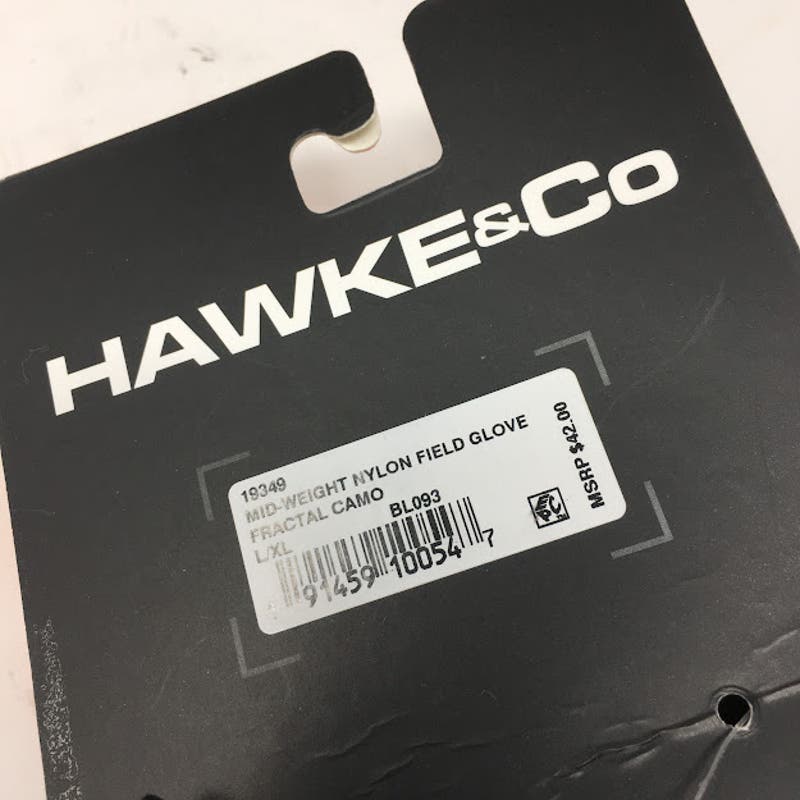 HAWKE&CO
19349
MID-WEIGHT NYLON FIELD GLOVE
FRACTAL CAMO
L/XL
BL093
91459 10054 7
MSRP $42.00